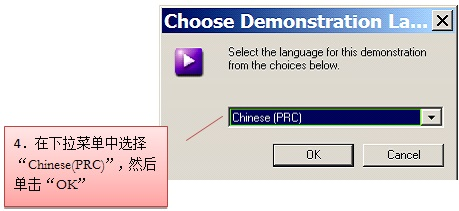 Choose Demonstration La...
Select the language for this demonstration
from the choices below.
Chinese (PRC)
OK
Cancel
4．在下拉菜单中选择
“Chinese(PRC)”，然后
单击“OK”